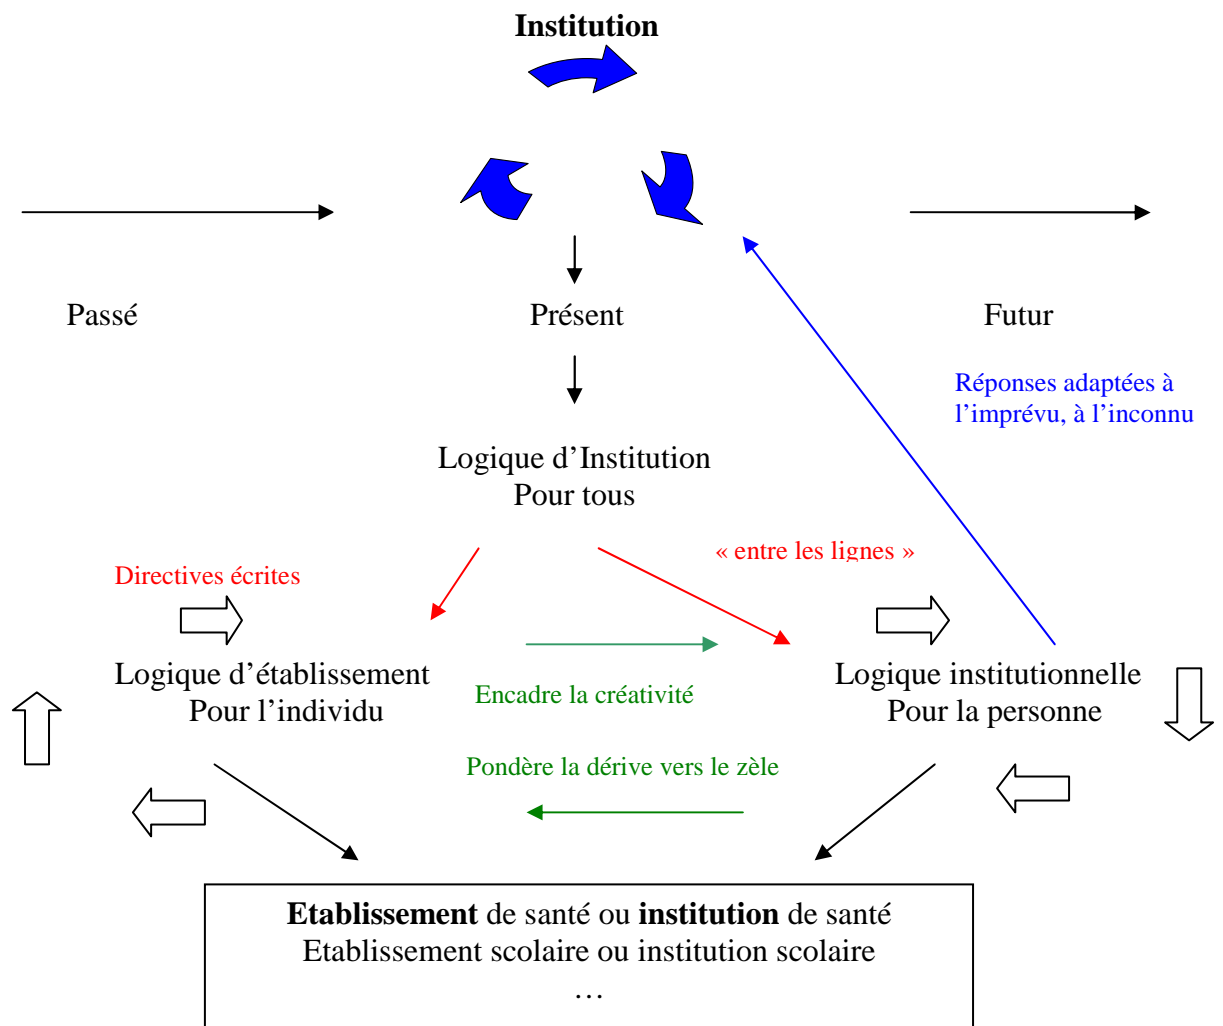 Institution
Passé
Présent
Futur
Réponses adaptées à
l’imprévu, à l’inconnu
Logique d’Institution
Pour tous
« entre les lignes »
Directives écrites
Logique d’établissement
Pour l’individu
Encadre la créativité
Logique institutionnelle
Pour la personne
Pondère la dérive vers le zèle
Etablissement de santé ou institution de santé
Etablissement scolaire ou institution scolaire
…